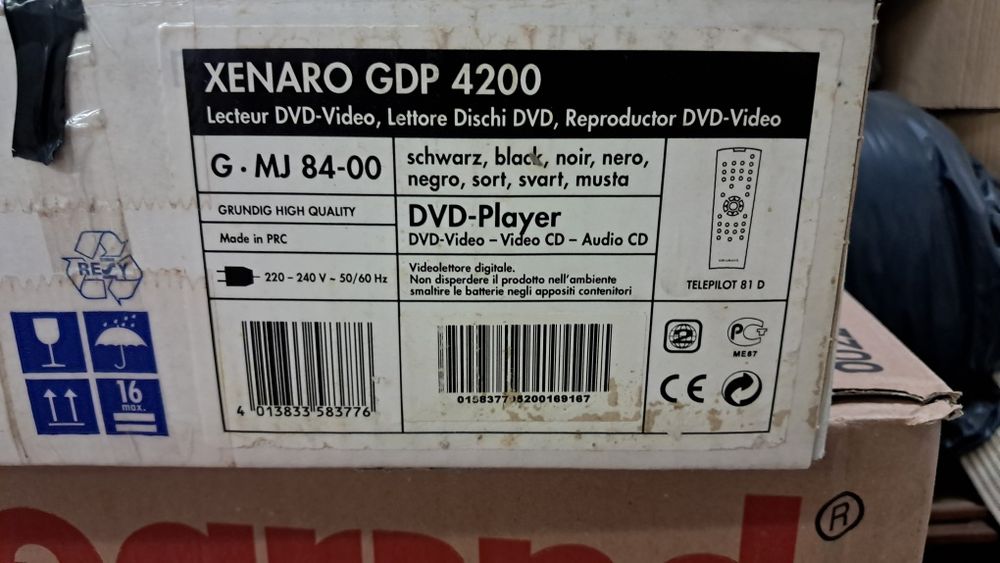 XENARO GDP 4200
Lecteur DVD-Video, Lettore Dischi DVD, Reproductor DVD-Video
G · MJ 84-00
schwarz, black, noir, nero,
negro, sort, svart, musta
GRUNDIG HIGH QUALITY
Made in PRC
220 – 240 V ~ 50/60 Hz
DVD-Player
DVD-Video – Video CD – Audio CD
Videolettore digitale.
Non disperdere il prodotto nell'ambiente
smaltire le batterie negli appositi contenitori
TELEPILOT 81 D
4 013833 583776
ME67
CE
RESY
16
max.
®